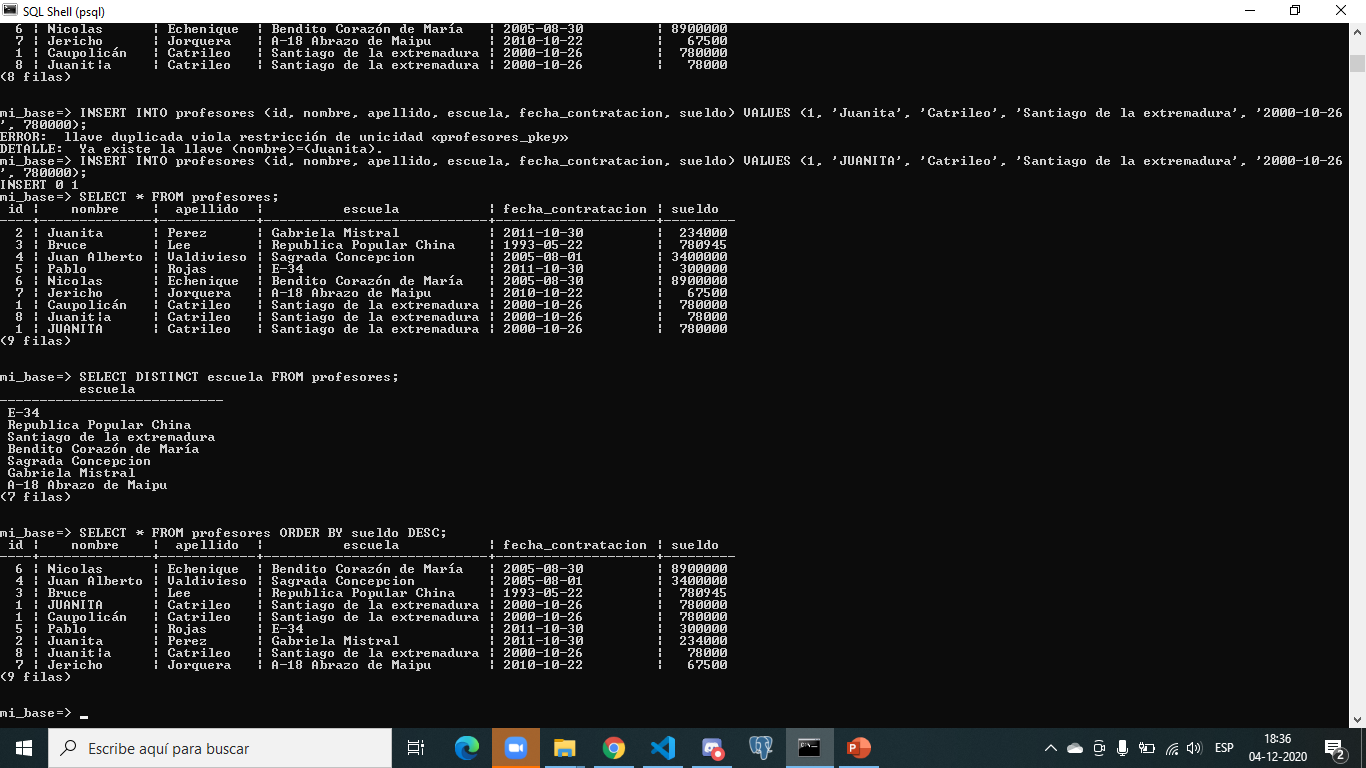 SQL Shell (psql)
6 | Nicolas | Echenique | Bendito Corazón de María | 2005-08-30 | 8900000
7 | Jericho | Jorquera | A-18 Abrazo de Maipu | 2010-10-22 | 67500
1 | Caupolicán | Catrileo | Santiago de la extremadura | 2000-10-26 | 780000
8 | Juanit|a | Catrileo | Santiago de la extremadura | 2000-10-26 | 78000
(8 filas)
mi_base=> INSERT INTO profesores (id, nombre, apellido, escuela, fecha_contratacion, sueldo) VALUES (1, 'Juanita', 'Catrileo', 'Santiago de la extremadura', '2000-10-26
', 780000);
ERROR:  llave duplicada viola restricción de unicidad «profesores_pkey»
DETALLE:  Ya existe la llave (nombre)=(Juanita).
mi_base=> INSERT INTO profesores (id, nombre, apellido, escuela, fecha_contratacion, sueldo) VALUES (1, 'JUANITA', 'Catrileo', 'Santiago de la extremadura', '2000-10-26
', 780000);
INSERT 0 1
mi_base=> SELECT * FROM profesores;
id | nombre | apellido | escuela | fecha_contratacion | sueldo
----+--------------+------------+----------------------------+--------------------+---------
2 | Juanita | Perez | Gabriela Mistral | 2011-10-30 | 234000
3 | Bruce | Lee | Republica Popular China | 1993-05-22 | 780945
4 | Juan Alberto | Valdivieso | Sagrada Concepcion | 2005-08-01 | 3400000
5 | Pablo | Rojas | E-34 | 2011-10-30 | 300000
6 | Nicolas | Echenique | Bendito Corazón de María | 2005-08-30 | 8900000
7 | Jericho | Jorquera | A-18 Abrazo de Maipu | 2010-10-22 | 67500
1 | Caupolicán | Catrileo | Santiago de la extremadura | 2000-10-26 | 780000
8 | Juanit|a | Catrileo | Santiago de la extremadura | 2000-10-26 | 78000
1 | JUANITA | Catrileo | Santiago de la extremadura | 2000-10-26 | 780000
(9 filas)
mi_base=> SELECT DISTINCT escuela FROM profesores;
escuela
----------------------------
E-34
Republica Popular China
Santiago de la extremadura
Bendito Corazón de María
Sagrada Concepcion
Gabriela Mistral
A-18 Abrazo de Maipu
(7 filas)
mi_base=> SELECT * FROM profesores ORDER BY sueldo DESC;
id | nombre | apellido | escuela | fecha_contratacion | sueldo
----+--------------+------------+----------------------------+--------------------+---------
6 | Nicolas | Echenique | Bendito Corazón de María | 2005-08-30 | 8900000
4 | Juan Alberto | Valdivieso | Sagrada Concepcion | 2005-08-01 | 3400000
3 | Bruce | Lee | Republica Popular China | 1993-05-22 | 780945
1 | JUANITA | Catrileo | Santiago de la extremadura | 2000-10-26 | 780000
1 | Caupolicán | Catrileo | Santiago de la extremadura | 2000-10-26 | 780000
5 | Pablo | Rojas | E-34 | 2011-10-30 | 300000
2 | Juanita | Perez | Gabriela Mistral | 2011-10-30 | 234000
8 | Juanit|a | Catrileo | Santiago de la extremadura | 2000-10-26 | 78000
7 | Jericho | Jorquera | A-18 Abrazo de Maipu | 2010-10-22 | 67500
(9 filas)
mi_base=> _
Escribe aquí para buscar
ESP
18:36
04-12-2020
2